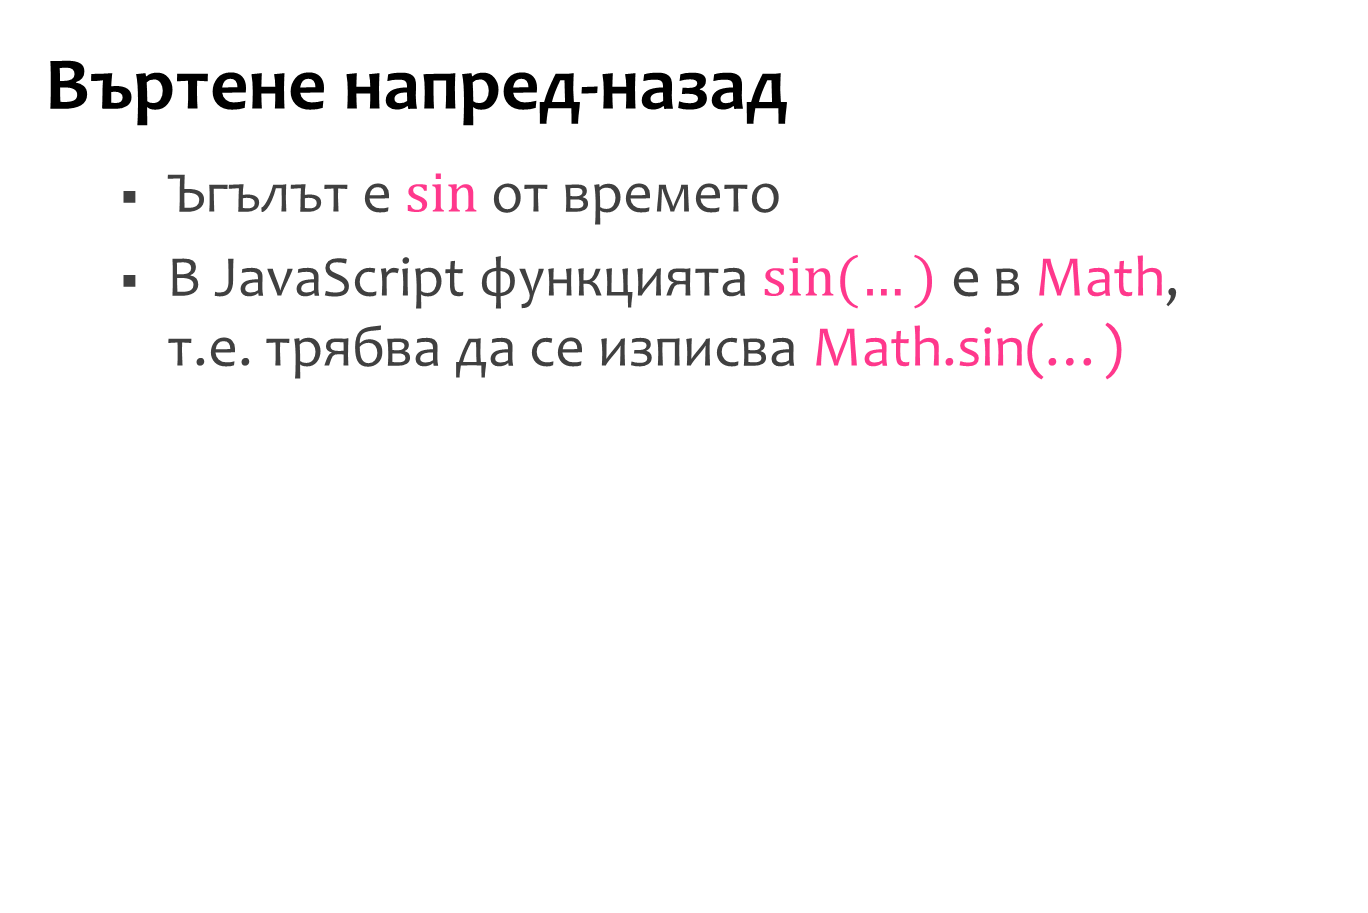 Въртене напред-назад
▪ Ъгълът е sin от времето
▪ В JavaScript функцията sin(…) е в Math,
т.е. трябва да се изписва Math.sin(…)